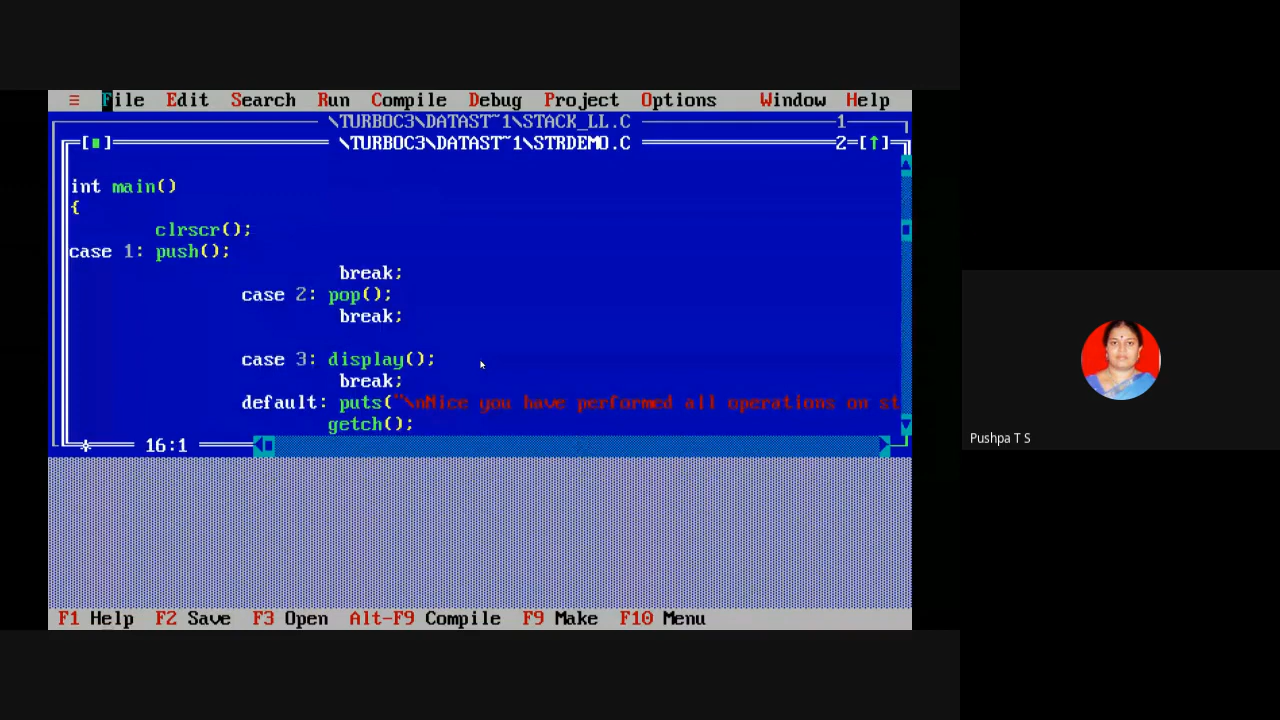 ≡ File Edit Search Run Compile Debug Project Options Window Help
\TURBOC3\DATAST~1\STACK_LL.C 1
[■] \TURBOC3\DATAST~1\STRDEMO.C 2=[↑]
int main()
{
clrscr();
case 1: push();
break;
case 2: pop();
break;
case 3: display();
break;
default: puts("\nNice you have performed all operations on st
getch();
16:1
F1 Help F2 Save F3 Open Alt-F9 Compile F9 Make F10 Menu
Pushpa T S